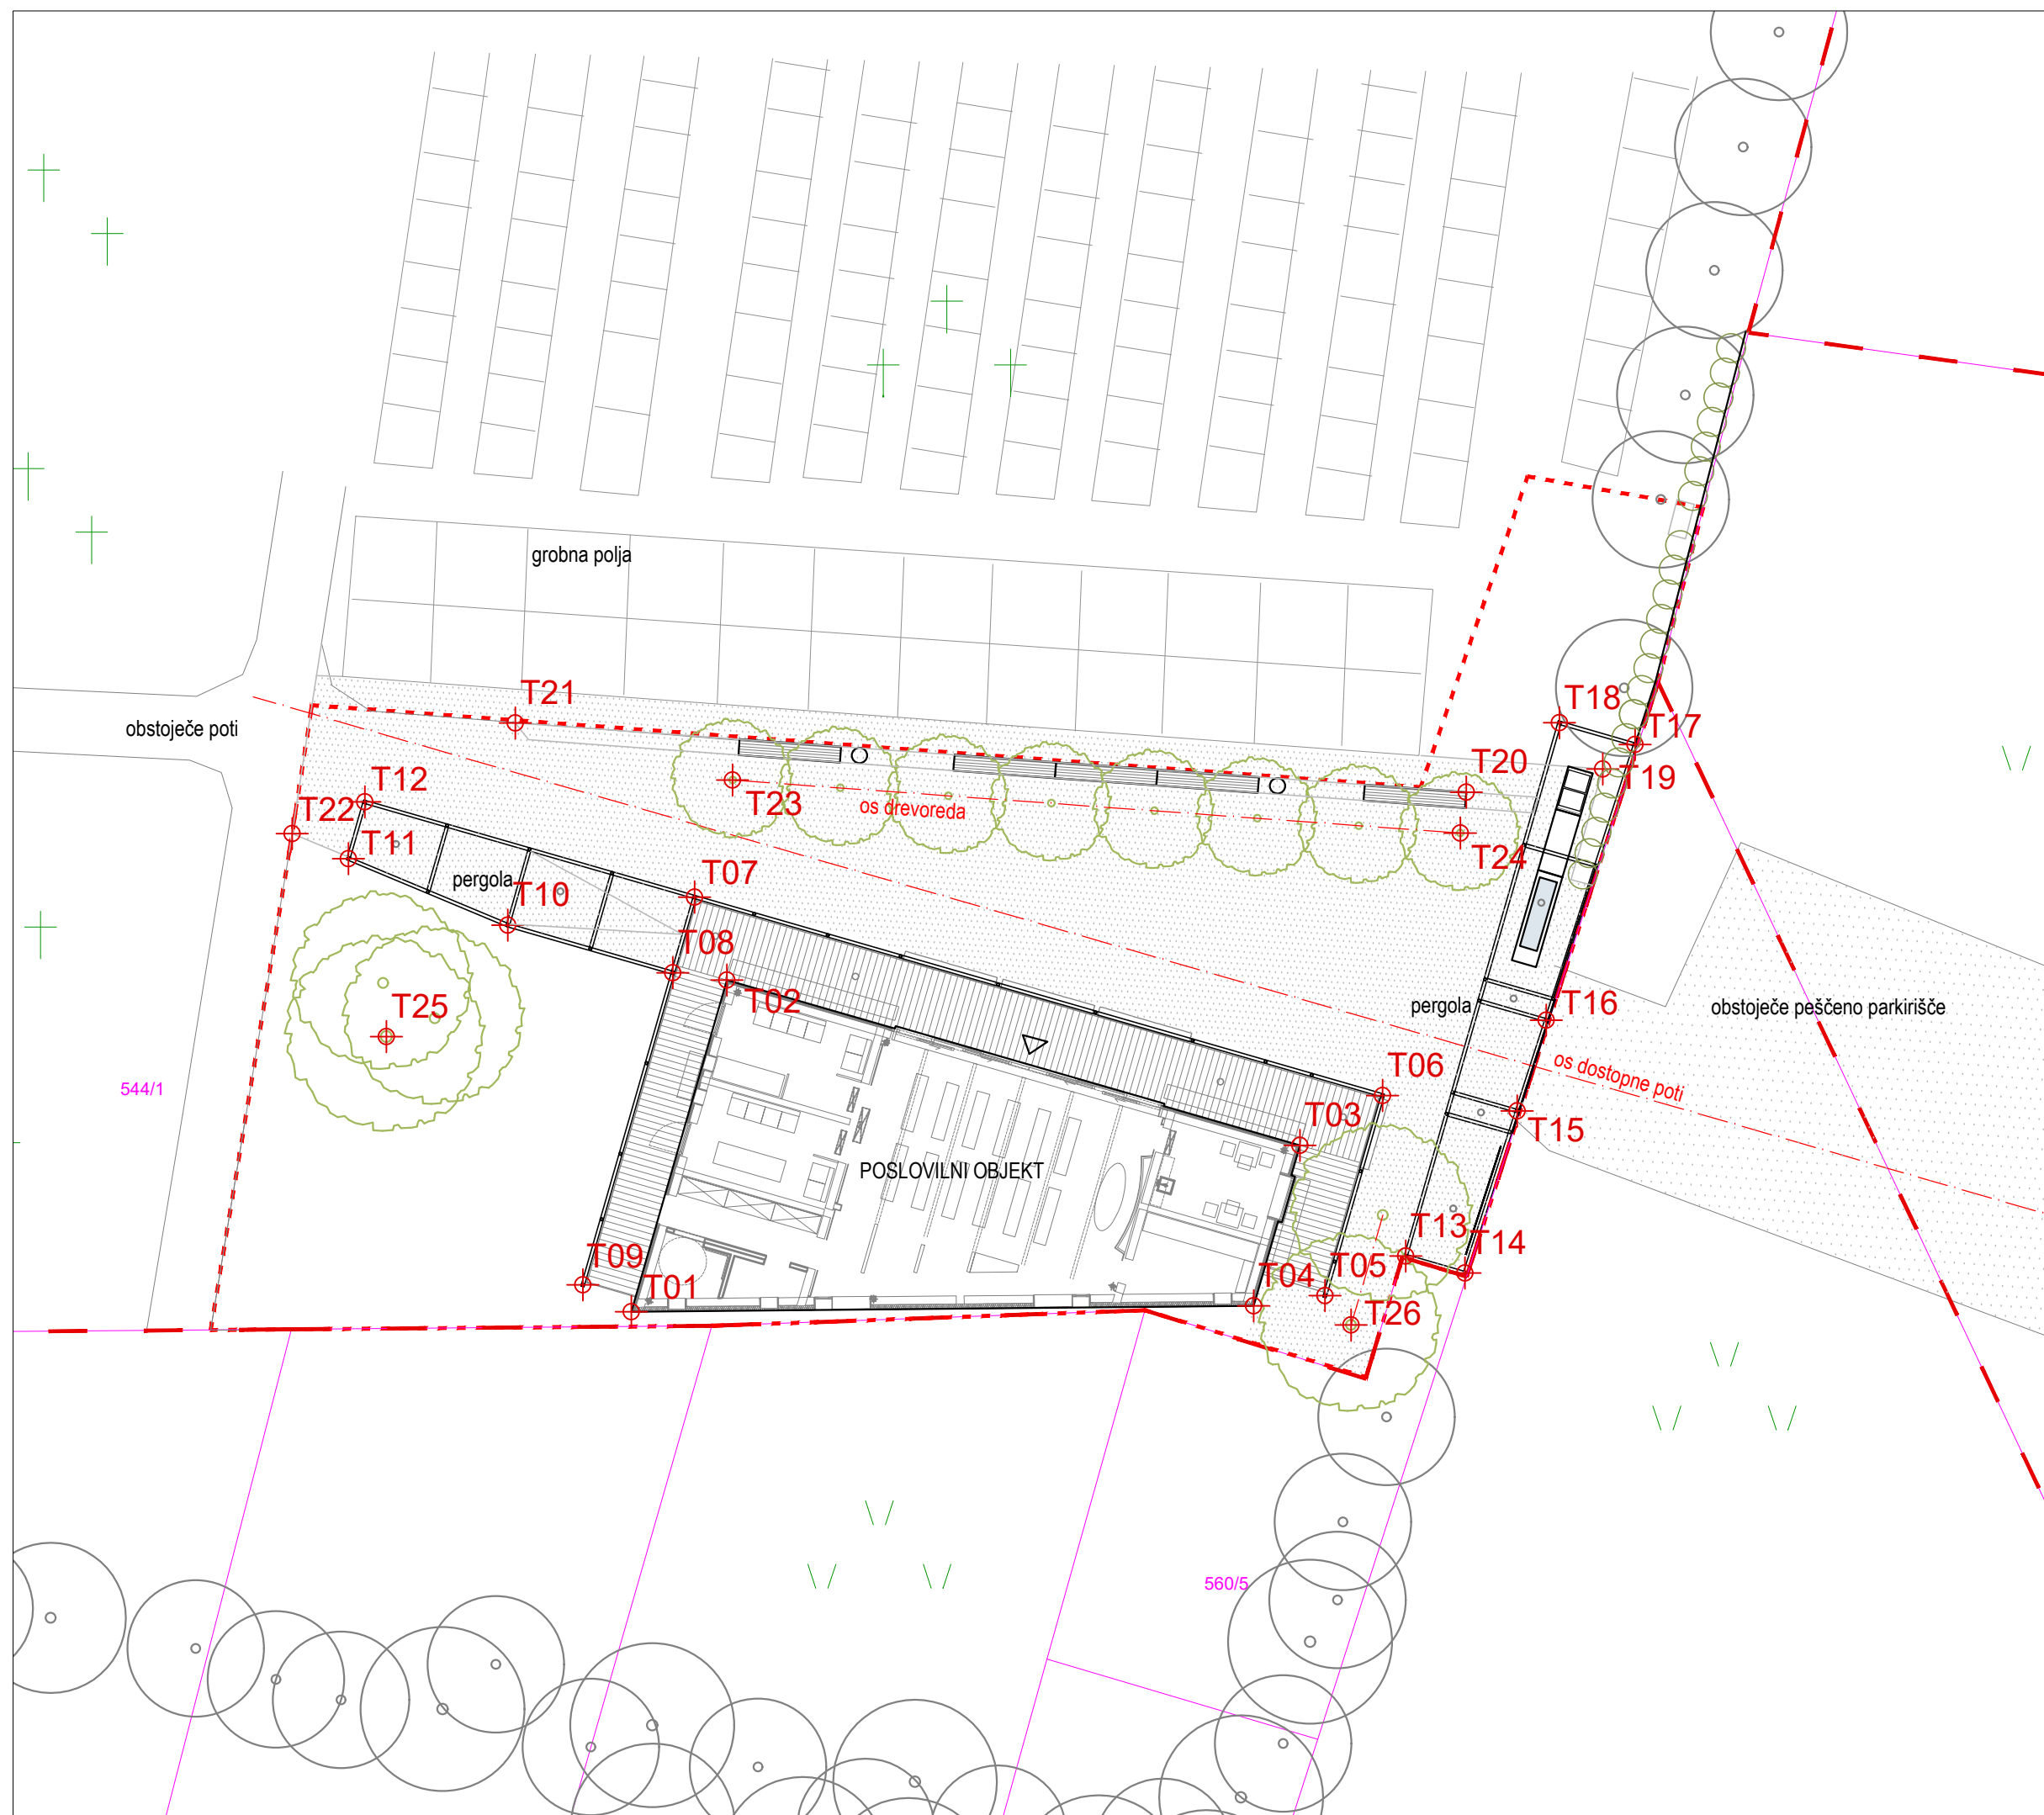 grobna polja
T21
T18
obstoječe poti
T17
T12
T20
T19
T23
os drevoreda
T22
T11
T24
pergola
T07
T10
T08
T02
T25
pergola
T16
obstoječe peščeno parkirišče
os dostopne poti
T06
544/1
T03
T15
POSLOVILNI OBJEKT
T13
T14
T09
T05
T04
T01
T26
560/5